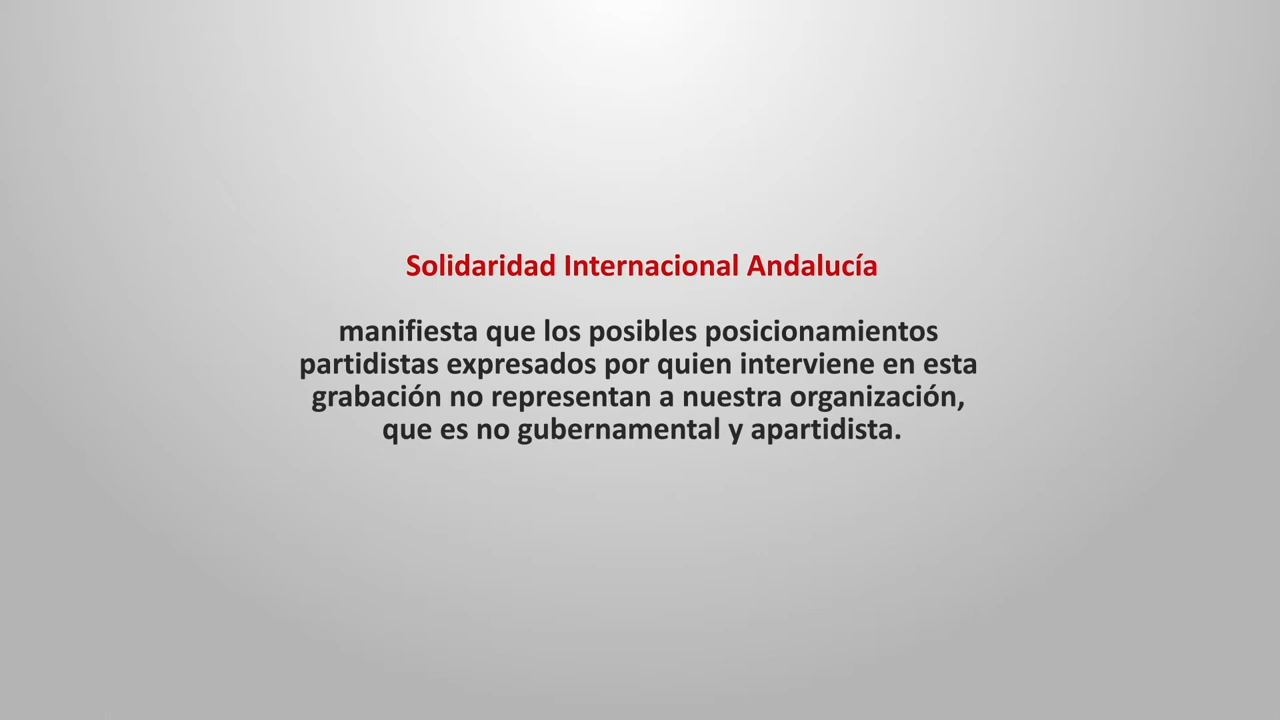 Solidaridad Internacional Andalucía
manifiesta que los posibles posicionamientos
partidistas expresados por quien interviene en esta
grabación no representan a nuestra organización,
que es no gubernamental y apartidista.